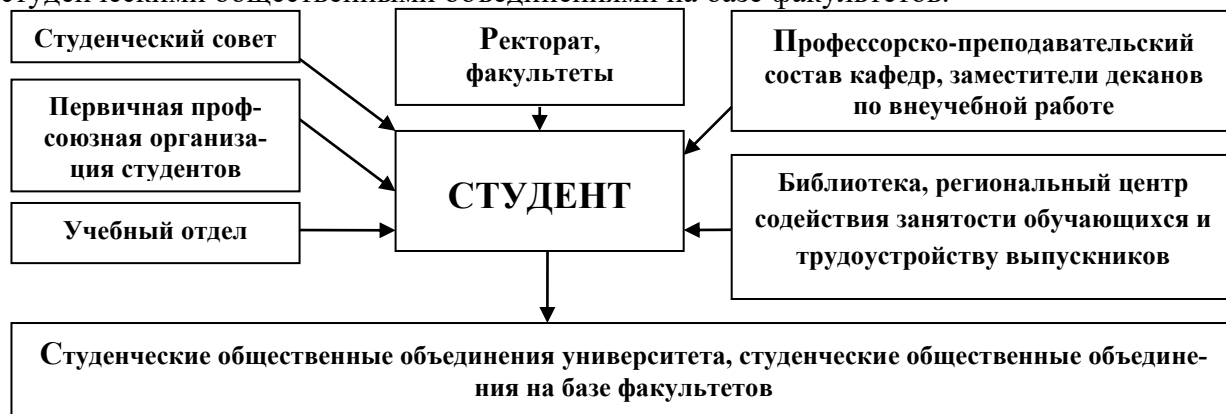 студенческими общественными объединениями на базе факультетов.
Студенческий совет
Ректорат,
факультеты
Профессорско-преподавательский
состав кафедр, заместители деканов
по внеучебной работе
Первичная проф-
союзная организа-
ция студентов
СТУДЕНТ
Библиотека, региональный центр
содействия занятости обучающихся и
трудоустройству выпускников
Учебный отдел
Студенческие общественные объединения университета, студенческие общественные объедине-
ния на базе факультетов